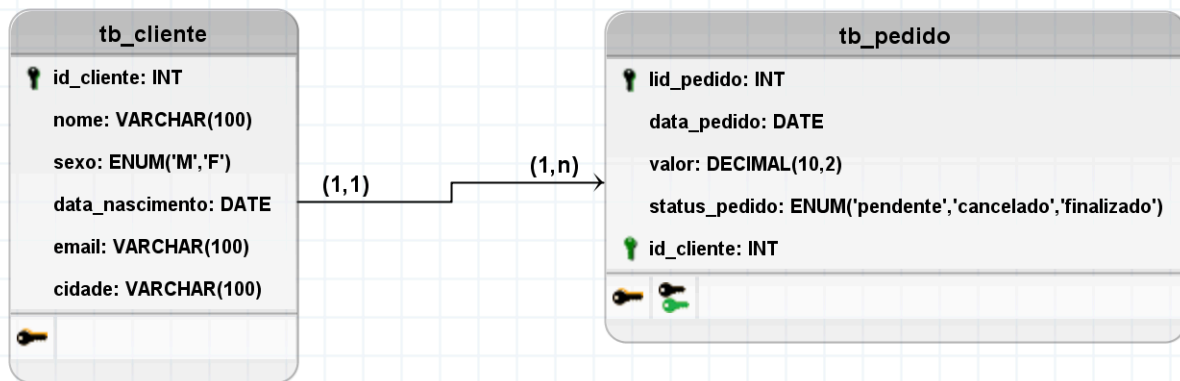 tb_cliente
id_cliente: INT
nome: VARCHAR(100)
sexo: ENUM('M','F')
data_nascimento: DATE
email: VARCHAR(100)
cidade: VARCHAR(100)
(1,1)
(1,n)
tb_pedido
lid_pedido: INT
data_pedido: DATE
valor: DECIMAL(10,2)
status_pedido: ENUM('pendente','cancelado','finalizado')
id_cliente: INT